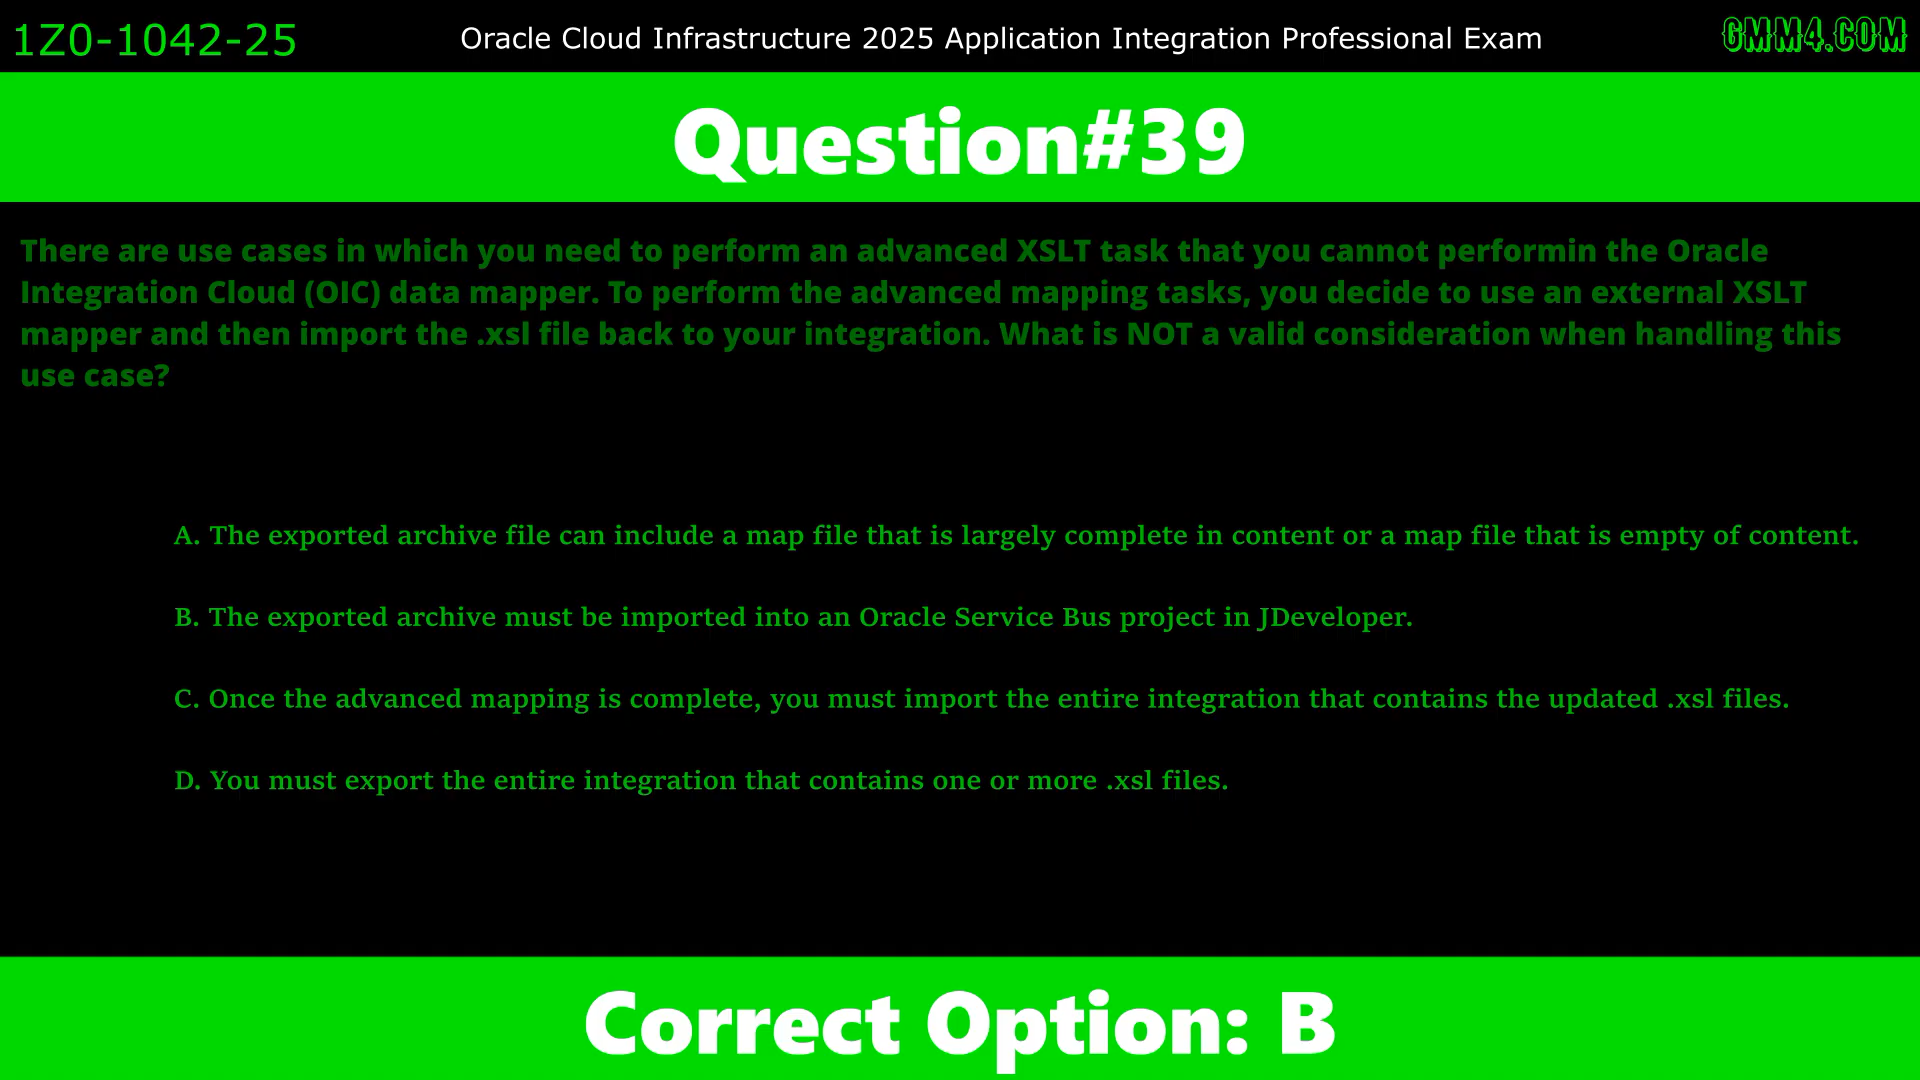 1Z0-1042-25
Oracle Cloud Infrastructure 2025 Application Integration Professional Exam
GMM4.COM
Question#39
There are use cases in which you need to perform an advanced XSLT task that you cannot performin the Oracle
Integration Cloud (OIC) data mapper. To perform the advanced mapping tasks, you decide to use an external XSLT
mapper and then import the .xsl file back to your integration. What is NOT a valid consideration when handling this
use case?
A. The exported archive file can include a map file that is largely complete in content or a map file that is empty of content.
B. The exported archive must be imported into an Oracle Service Bus project in JDeveloper.
C. Once the advanced mapping is complete, you must import the entire integration that contains the updated .xsl files.
D. You must export the entire integration that contains one or more .xsl files.
Correct Option: B